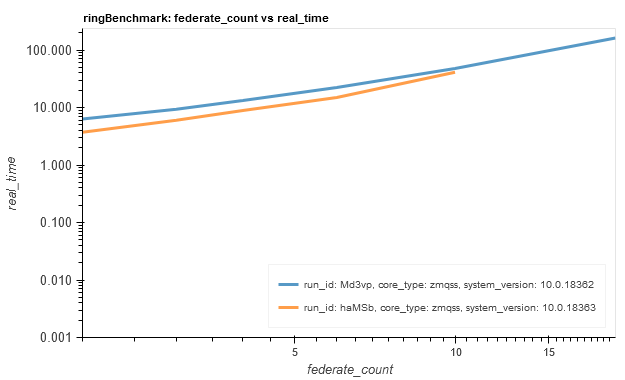 ringBenchmark: federate_count vs real_time
100.000
10.000
1.000
0.100
0.010
0.001
real_time
run_id: Md3vp, core_type: zmqss, system_version: 10.0.18362
run_id: haMSb, core_type: zmqss, system_version: 10.0.18363
5
10
15
federate_count